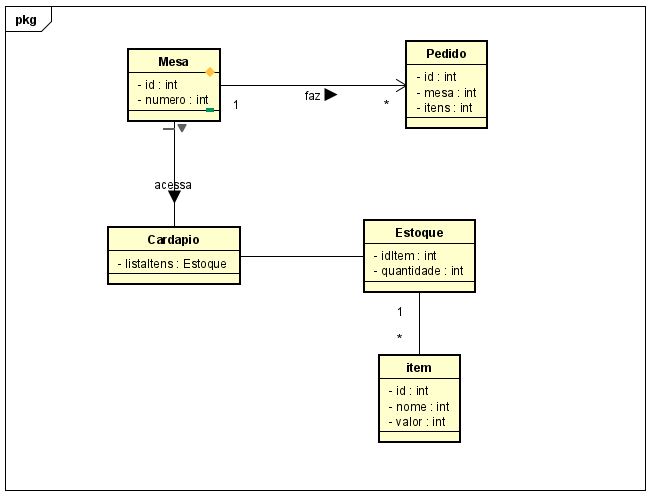 pkg
Mesa
- id : int
- numero : int
Pedido
- id : int
- mesa : int
- itens : int
1
faz
*
acessa
Cardapio
- listaItens : Estoque
Estoque
- idItem : int
- quantidade : int
1
*
item
- id : int
- nome : int
- valor : int